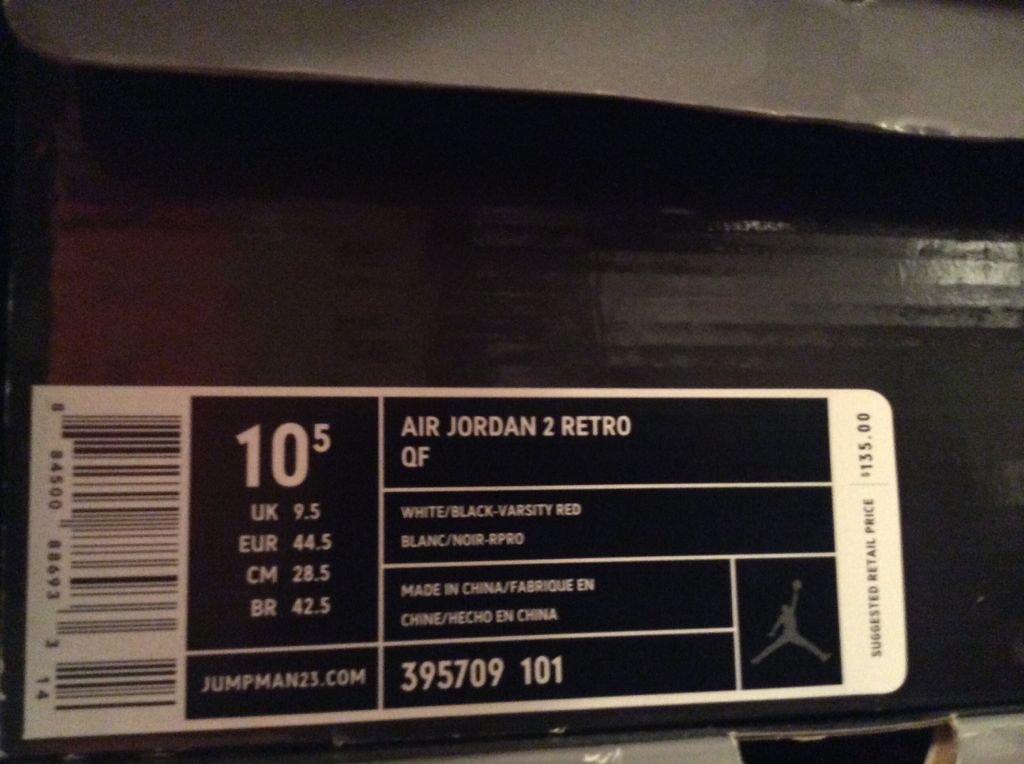 8 84500 88693 3 14
10⁵
UK 9.5
EUR 44.5
CM 28.5
BR 42.5
JUMPMAN23.COM
AIR JORDAN 2 RETRO
QF
WHITE/BLACK-VARSITY RED
BLANC/NOIR-RPRO
MADE IN CHINA/FABRIQUE EN
CHINE/HECHO EN CHINA
395709 101
SUGGESTED RETAIL PRICE $135.00